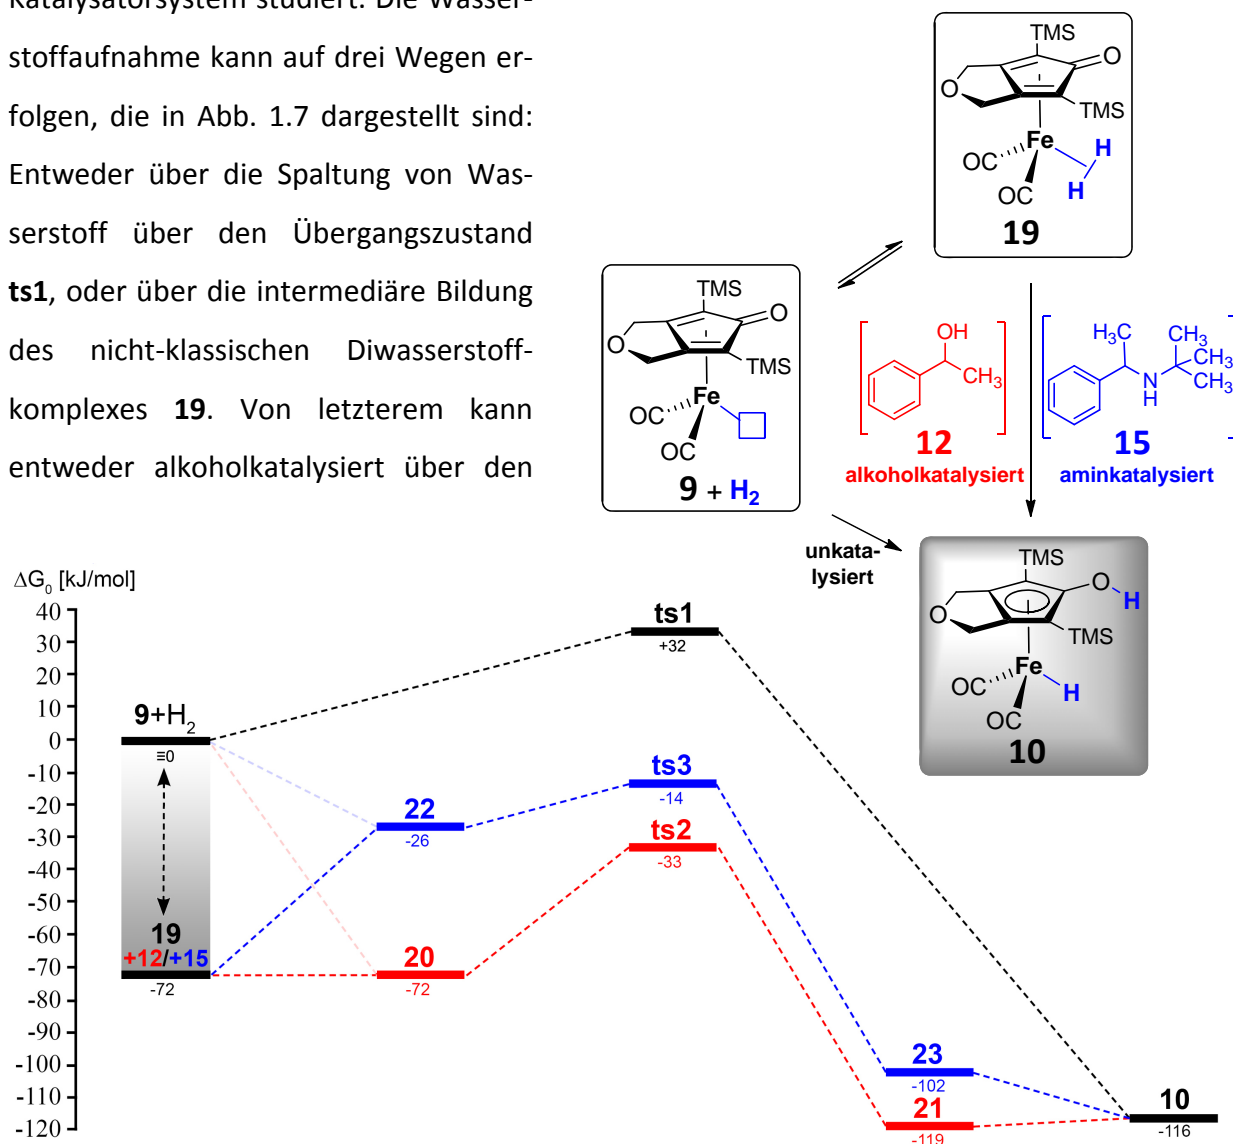 Katalysatorsystem studiert. Die Wasser-
stoffaufnahme kann auf drei Wegen er-
folgen, die in Abb. 1.7 dargestellt sind:
Entweder über die Spaltung von Was-
serstoff über den Übergangszustand
ts1, oder über die intermediäre Bildung
des nicht-klassischen Diwasserstoff-
komplexes 19. Von letzterem kann
entweder alkoholkatalysiert über den
TMS
O
O
TMS
Fe
OC
OC
H
H
19
TMS
O
O
TMS
Fe
OC
OC
9 + H2
OH
CH3
12
alkoholkatalysiert
H3C
CH3
CH3
CH3
N
H
15
aminkatalysiert
unkata-
lysiert
TMS
O
H
O
TMS
Fe
OC
H
OC
10
ΔG0 [kJ/mol]
40
30
20
10
0
-10
-20
-30
-40
-50
-60
-70
-80
-90
-100
-110
-120
9+H2
≡0
19
+12/+15
-72
22
-26
20
-72
ts1
+32
ts3
-14
ts2
-33
23
-102
21
-119
10
-116